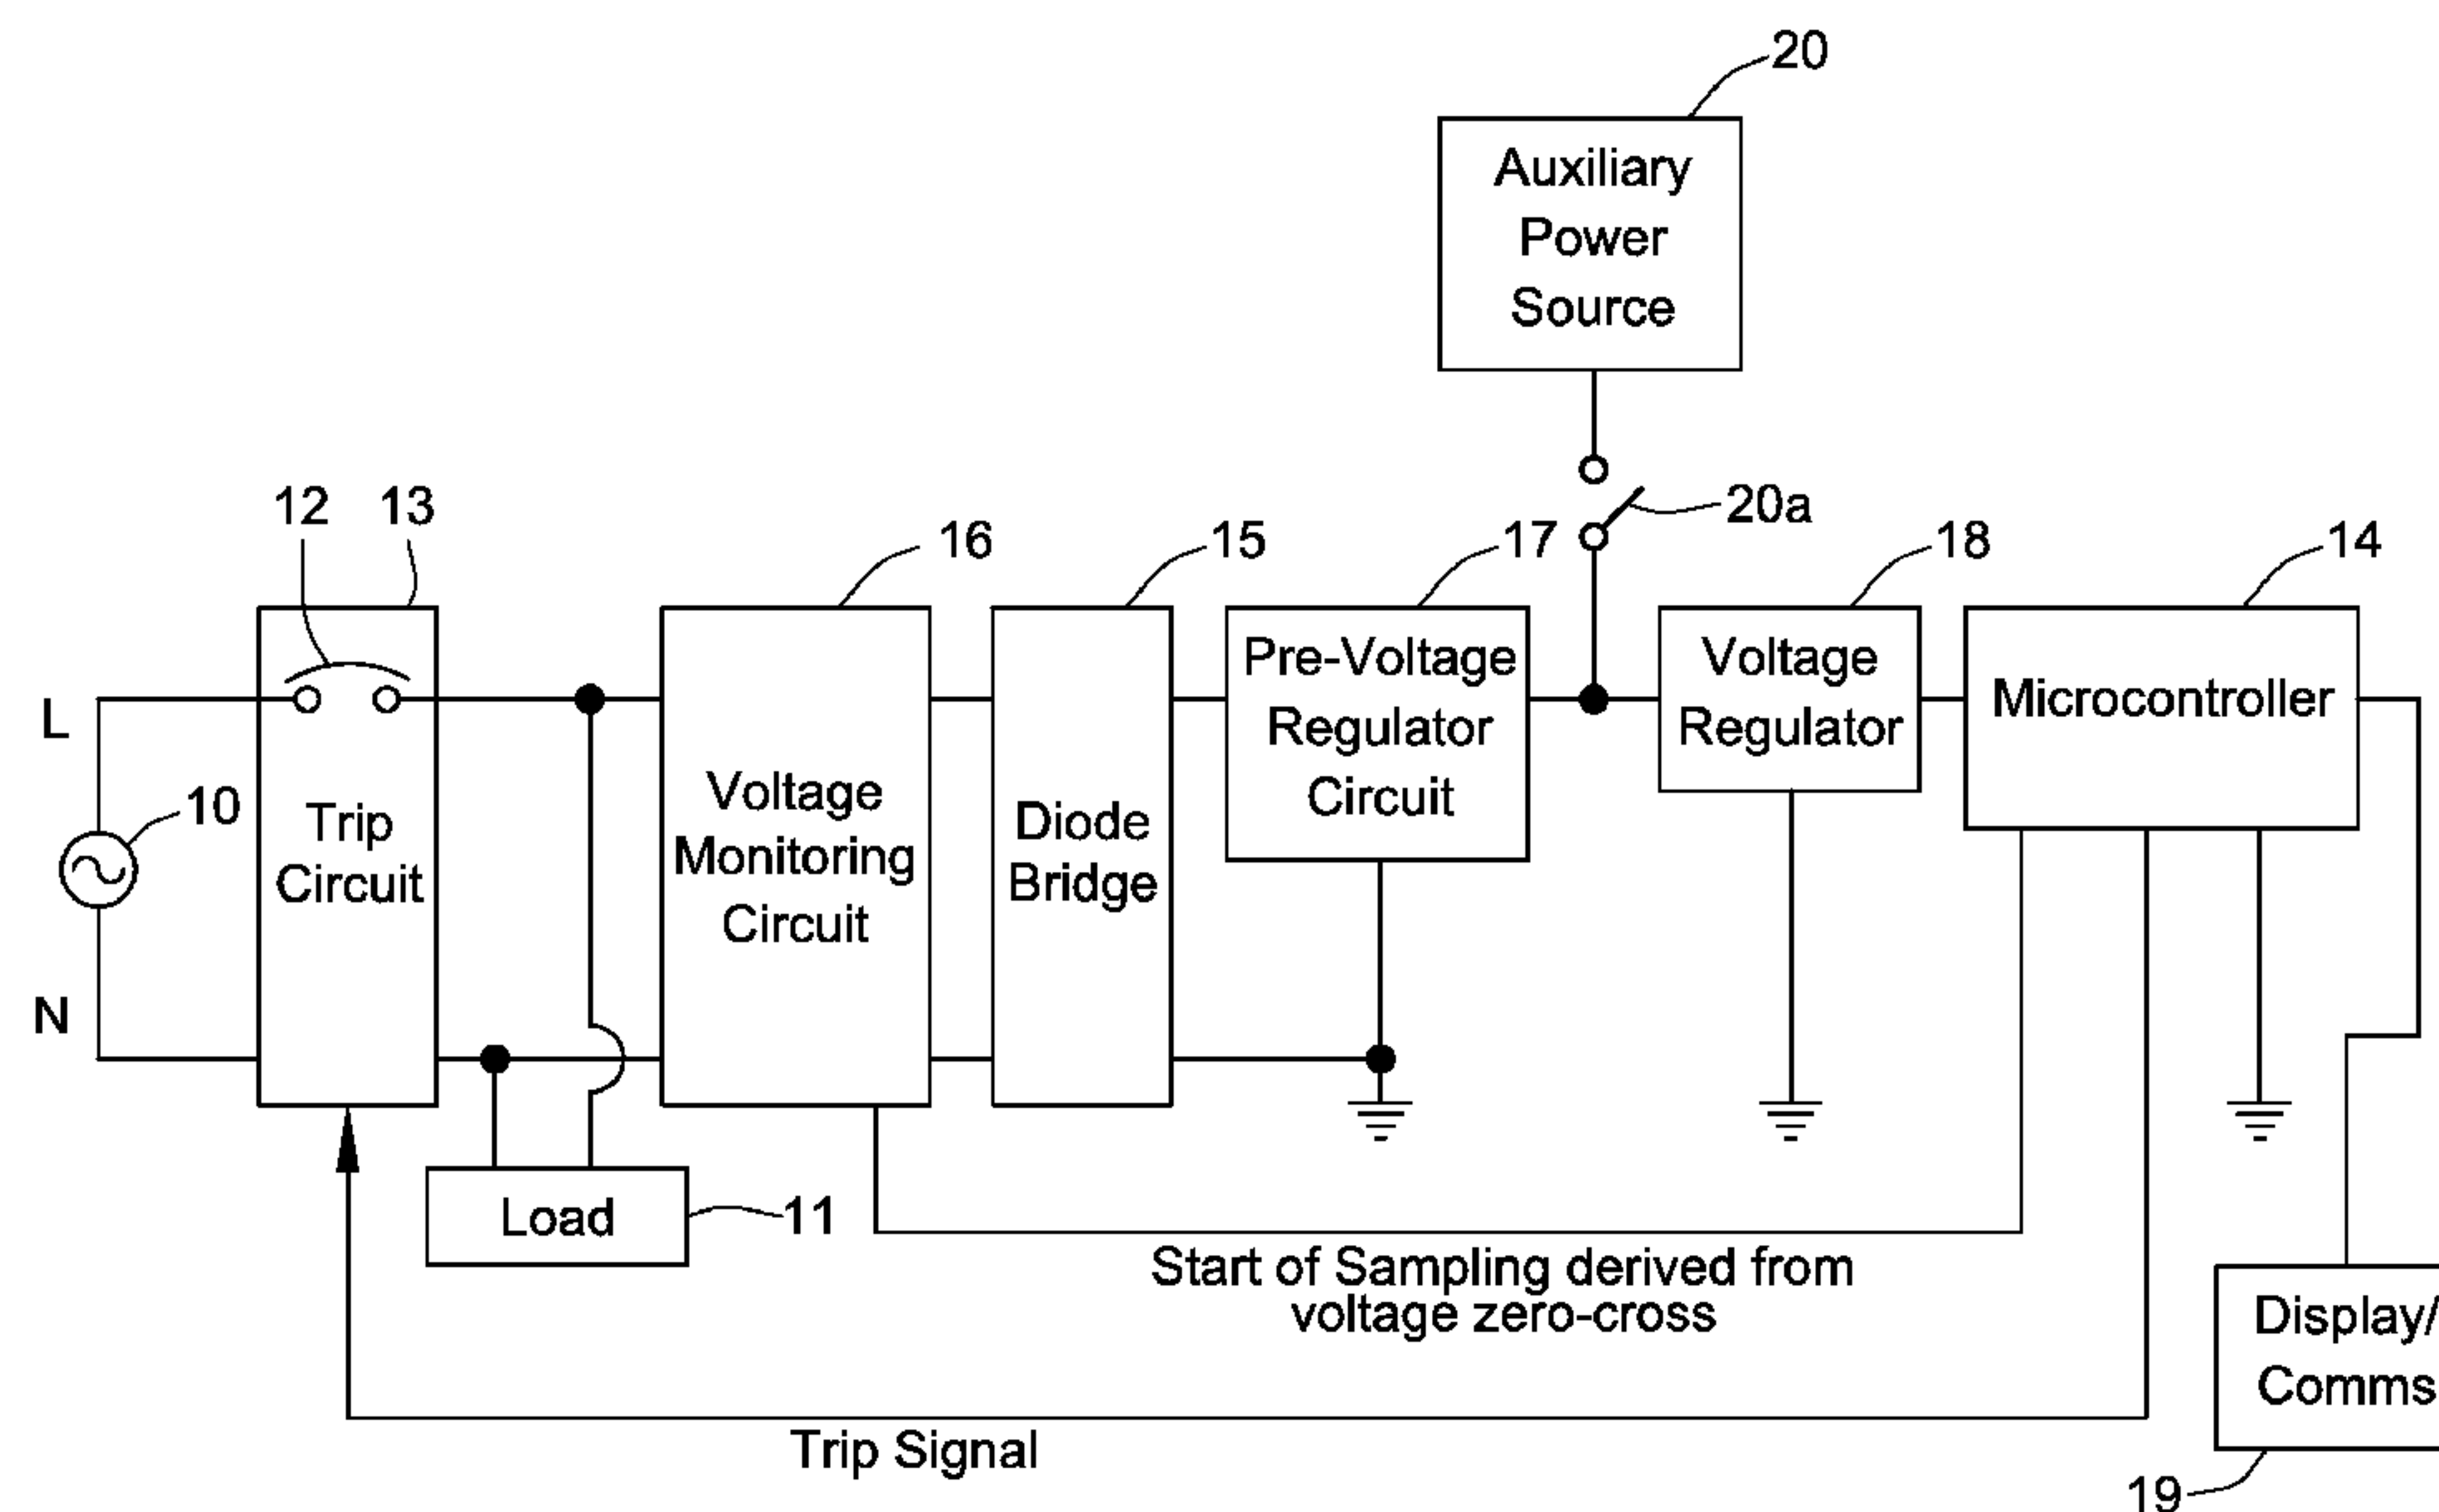 20
Auxiliary
Power
Source
20a
12
13
16
15
17
18
14
L
10
N
Trip
Circuit
Voltage
Monitoring
Circuit
Diode
Bridge
Pre-Voltage
Regulator
Circuit
Voltage
Regulator
Microcontroller
Load
11
Start of Sampling derived from
voltage zero-cross
Trip Signal
Display/
Comms
19